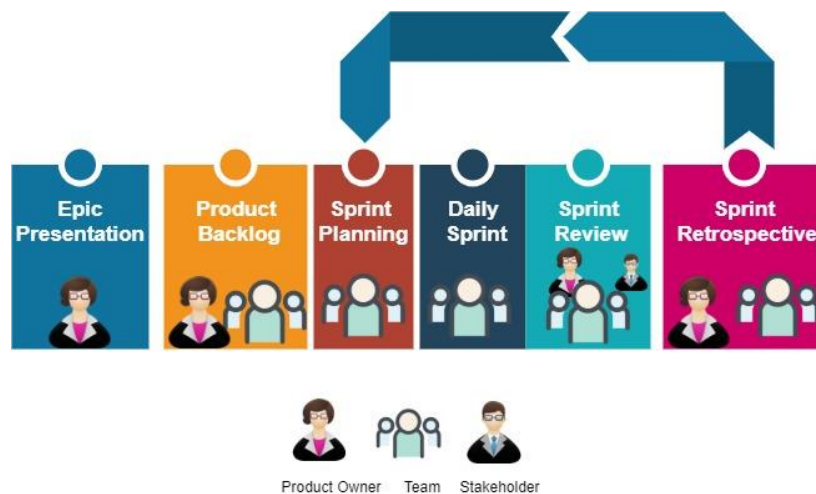 Epic
Presentation
Product
Backlog
Sprint
Planning
Daily
Sprint
Sprint
Review
Sprint
Retrospective
Product Owner
Team
Stakeholder